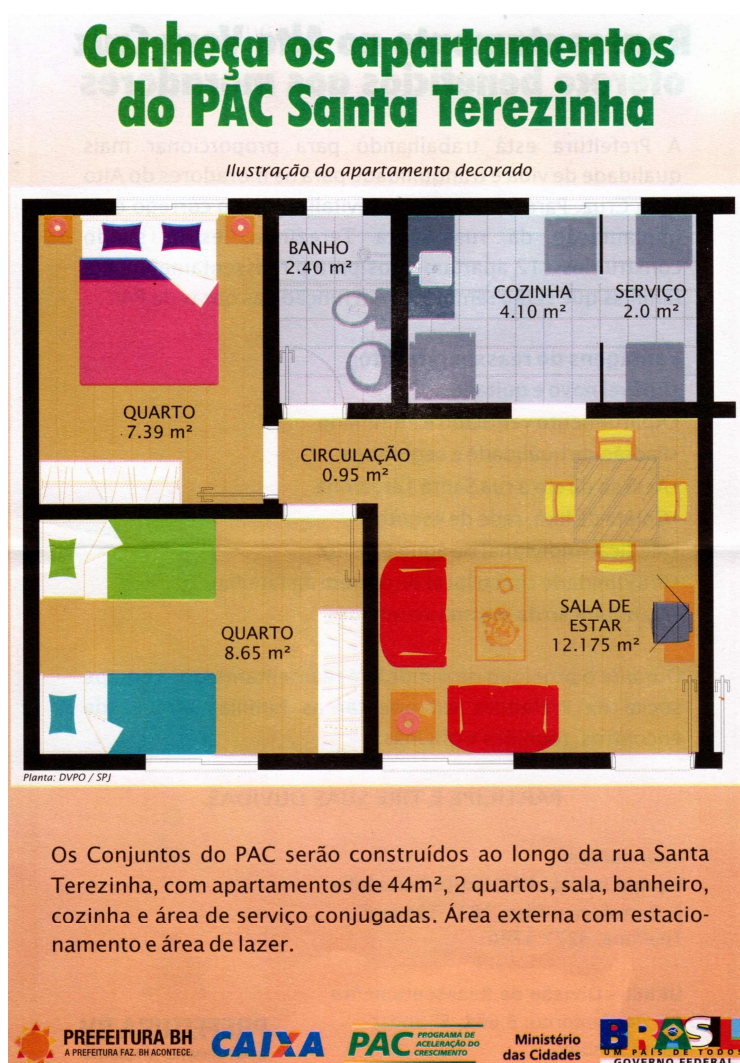 Conheça os apartamentos
do PAC Santa Terezinha
Ilustração do apartamento decorado
BANHO
2.40 m²
COZINHA
4.10 m²
SERVIÇO
2.0 m²
QUARTO
7.39 m²
CIRCULAÇÃO
0.95 m²
SALA DE
ESTAR
12.175 m²
QUARTO
8.65 m²
Planta: DVPO / SPJ
Os Conjuntos do PAC serão construídos ao longo da rua Santa
Terezinha, com apartamentos de 44m², 2 quartos, sala, banheiro,
cozinha e área de serviço conjugadas. Área externa com estacio-
namento e área de lazer.
PREFEITURA BH
A PREFEITURA FAZ. BH ACONTECE.
CAIXA
PAC
PROGRAMA DE
ACELERAÇÃO DO
CRESCIMENTO
Ministério
das Cidades
BRASIL
UM PAÍS DE TODOS
GOVERNO FEDERAL